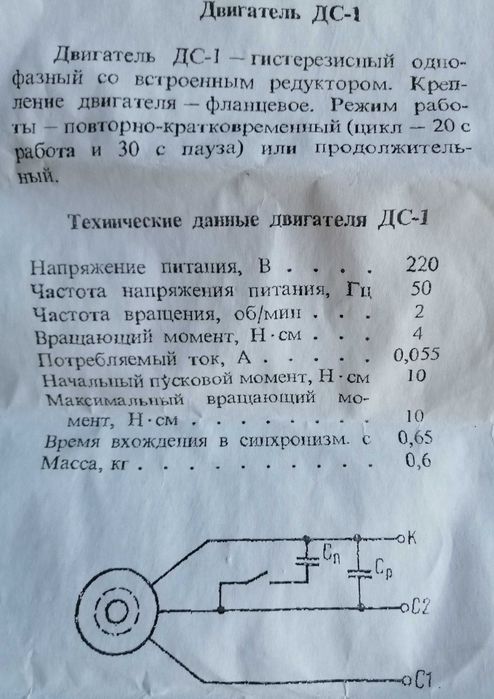 Двигатель ДС-1
Двигатель ДС-1 — гистерезисный одно-
фазный со встроенным редуктором. Креп-
ление двигателя — фланцевое. Режим рабо-
ты — повторно-кратковременный (цикл — 20 с
работа и 30 с пауза) или продолжитель-
ный.
Технические данные двигателя ДС-1
Напряжение питания, В . . . . 220
Частота напряжения питания, Гц 50
Частота вращения, об/мин . . . 2
Вращающий момент, Н·см . . . 4
Потребляемый ток, А . . . . . 0,055
Начальный пусковой момент, Н·см 10
Максимальный вращающий мо-
мент, Н·см . . . . . . . . 10
Время вхождения в синхронизм. с 0,65
Масса, кг . . . . . . . . . . 0,6
К
Сп
Ср
С2
С1